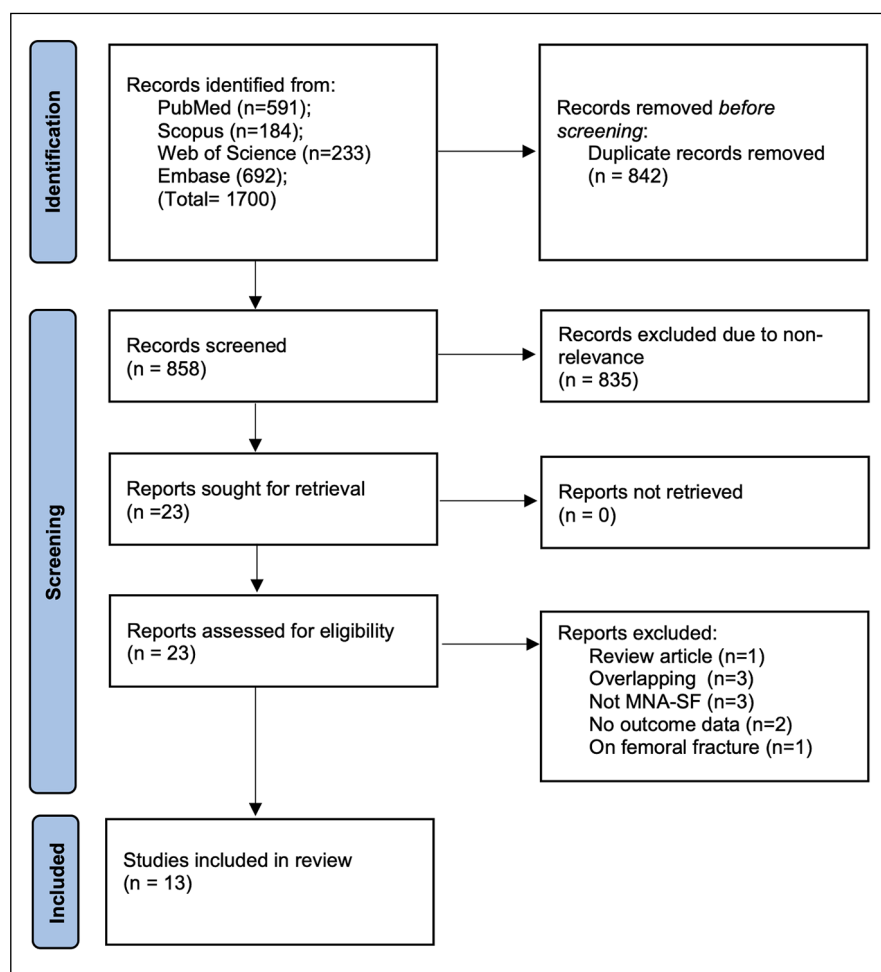 Identification
Records identified from:
PubMed (n=591);
Scopus (n=184);
Web of Science (n=233)
Embase (692);
(Total= 1700)
Records removed before
screening:
Duplicate records removed
(n = 842)
Screening
Records screened
(n = 858)
Records excluded due to non-
relevance
(n = 835)
Reports sought for retrieval
(n =23)
Reports not retrieved
(n = 0)
Reports assessed for eligibility
(n = 23)
Reports excluded:
Review article (n=1)
Overlapping (n=3)
Not MNA-SF (n=3)
No outcome data (n=2)
On femoral fracture (n=1)
Included
Studies included in review
(n = 13)